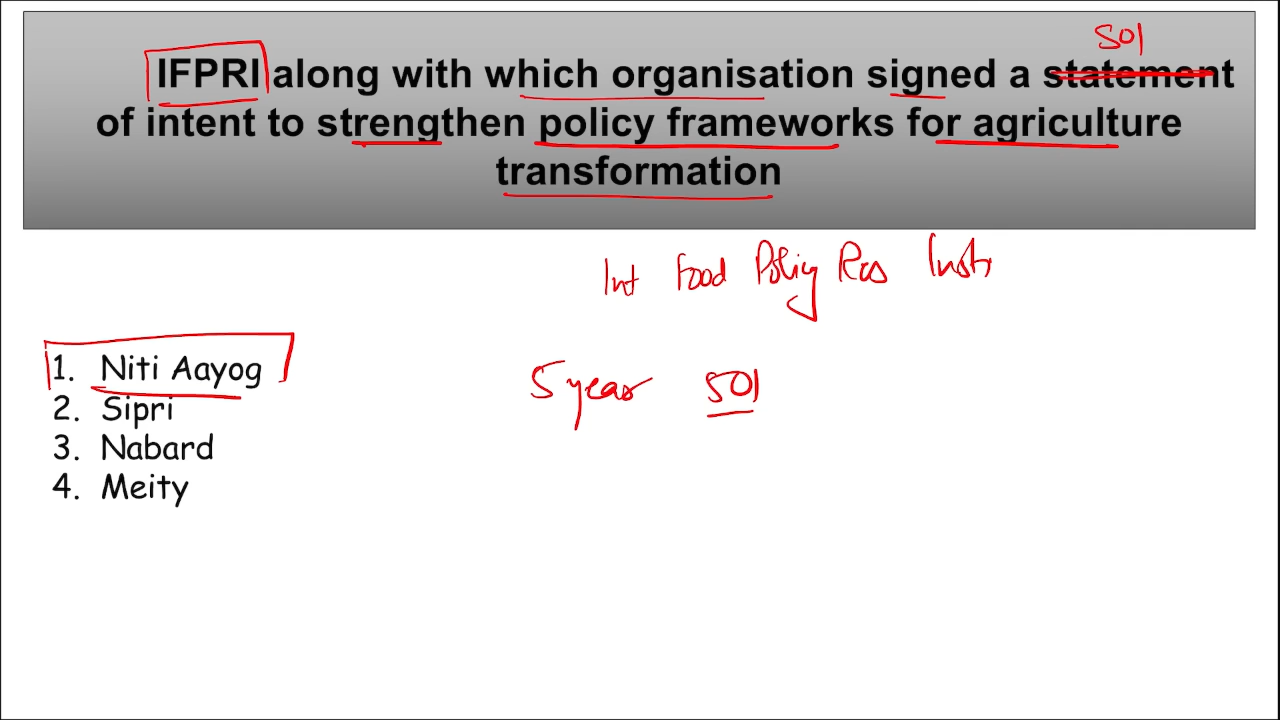 SOI
IFPRI along with which organisation signed a statement
of intent to strengthen policy frameworks for agriculture
transformation
Int Food Policy Res Insti
1. Niti Aayog
5 year SOI
2. Sipri
3. Nabard
4. Meity